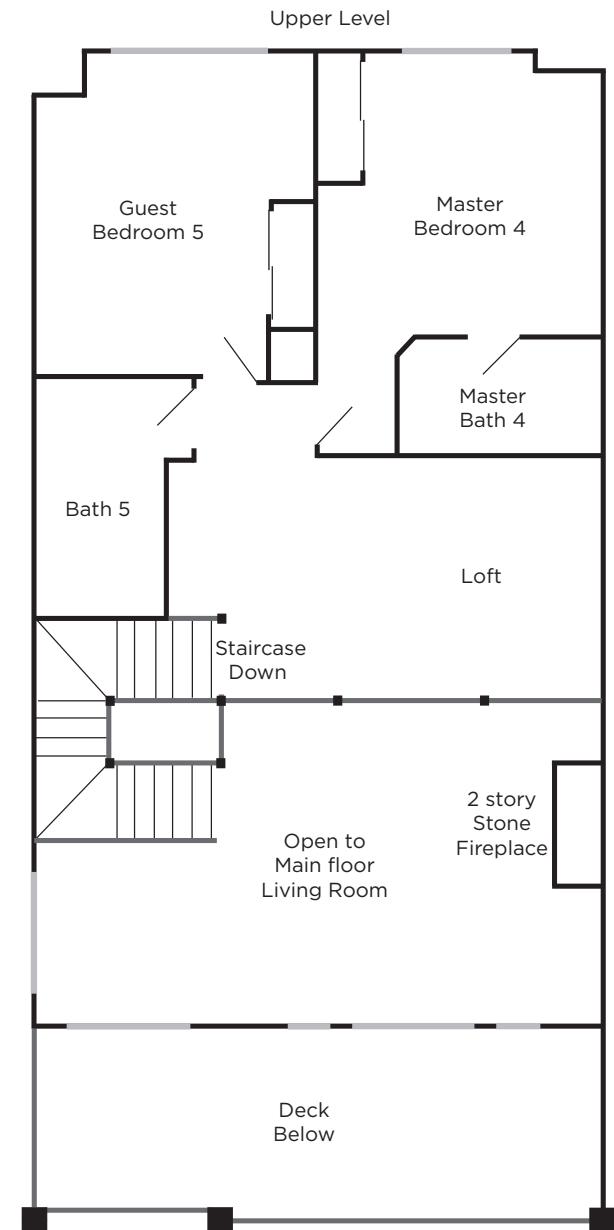 Upper Level
Guest
Bedroom 5
Master
Bedroom 4
Master
Bath 4
Bath 5
Loft
Staircase
Down
2 story
Stone
Fireplace
Open to
Main floor
Living Room
Deck
Below